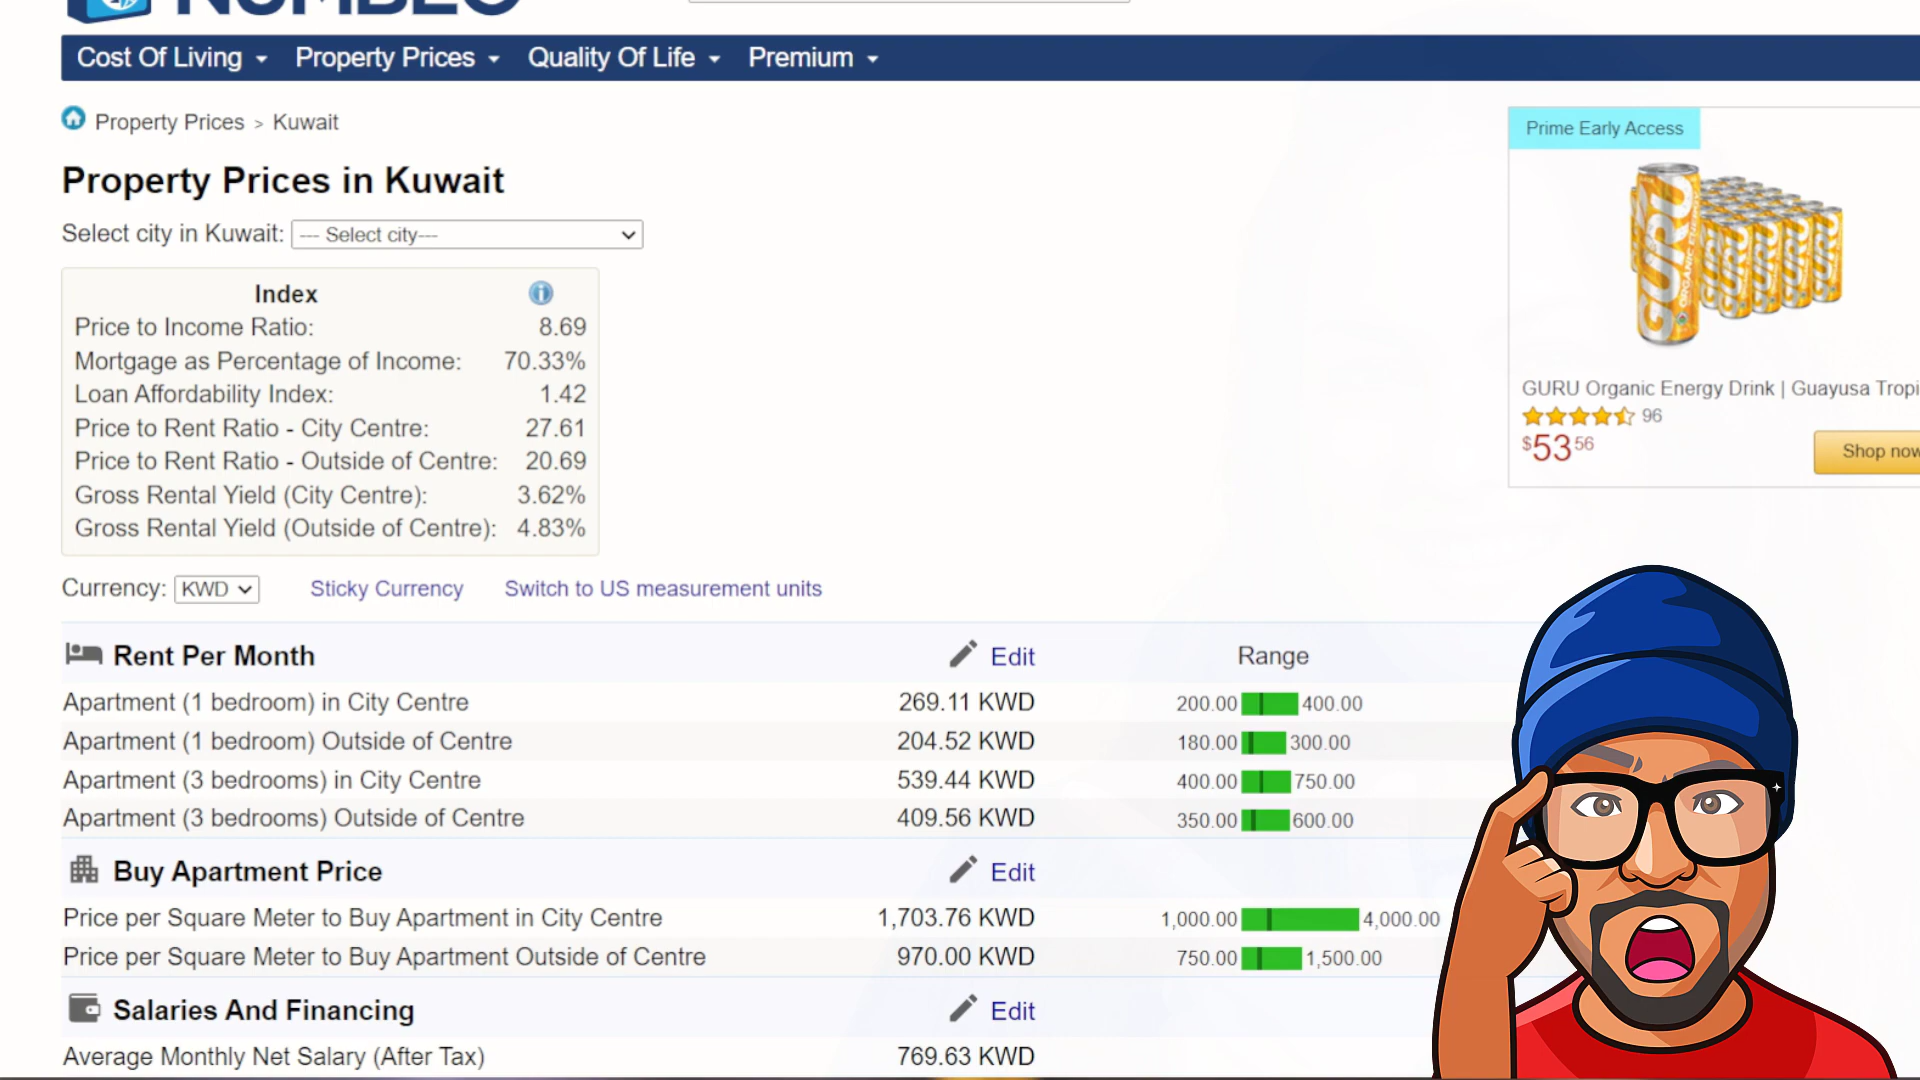 NUMBEO
Cost Of Living Property Prices Quality Of Life Premium
Property Prices > Kuwait
Property Prices in Kuwait
Select city in Kuwait: --- Select city---
Index
Price to Income Ratio: 8.69
Mortgage as Percentage of Income: 70.33%
Loan Affordability Index: 1.42
Price to Rent Ratio - City Centre: 27.61
Price to Rent Ratio - Outside of Centre: 20.69
Gross Rental Yield (City Centre): 3.62%
Gross Rental Yield (Outside of Centre): 4.83%
Currency: KWD Sticky Currency Switch to US measurement units
Rent Per Month Edit Range
Apartment (1 bedroom) in City Centre 269.11 KWD 200.00 400.00
Apartment (1 bedroom) Outside of Centre 204.52 KWD 180.00 300.00
Apartment (3 bedrooms) in City Centre 539.44 KWD 400.00 750.00
Apartment (3 bedrooms) Outside of Centre 409.56 KWD 350.00 600.00
Buy Apartment Price Edit
Price per Square Meter to Buy Apartment in City Centre 1,703.76 KWD 1,000.00 4,000.00
Price per Square Meter to Buy Apartment Outside of Centre 970.00 KWD 750.00 1,500.00
Salaries And Financing Edit
Average Monthly Net Salary (After Tax) 769.63 KWD
Prime Early Access
GURU
ORGANIC ENERGY
GURU Organic Energy Drink | Guayusa Tropi
96
$53 56
Shop now